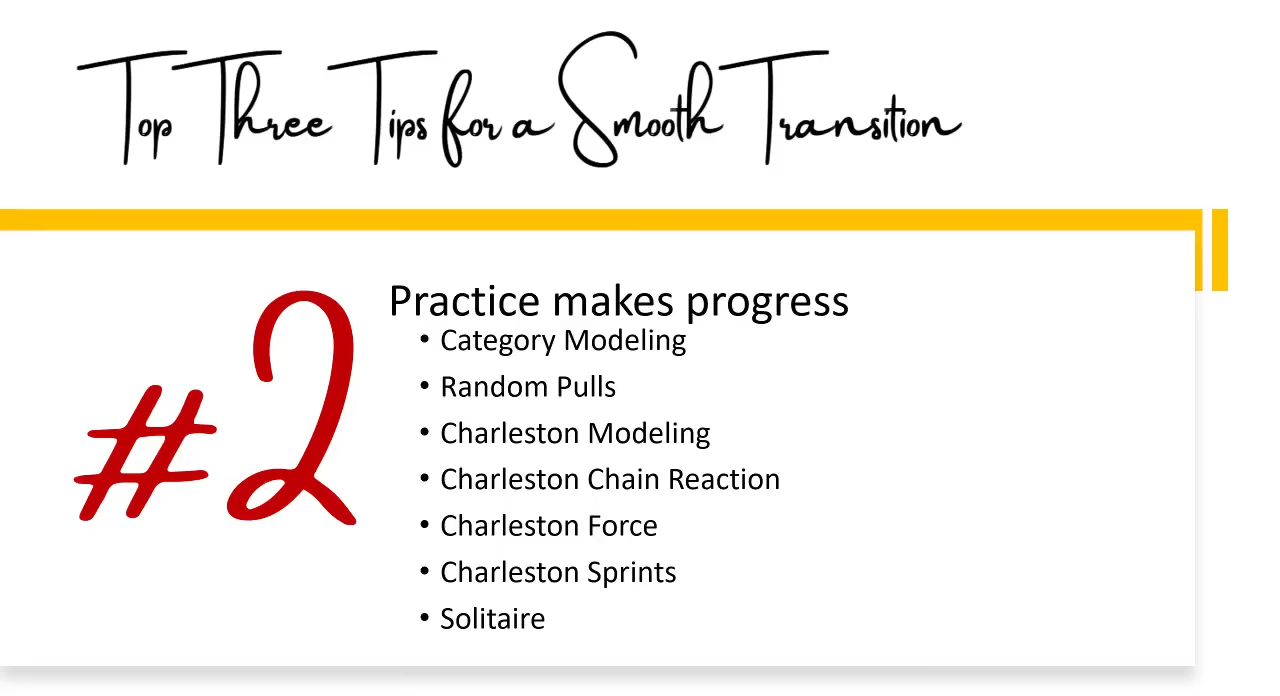 Top Three Tips for a Smooth Transition
#2
Practice makes progress
• Category Modeling
• Random Pulls
• Charleston Modeling
• Charleston Chain Reaction
• Charleston Force
• Charleston Sprints
• Solitaire